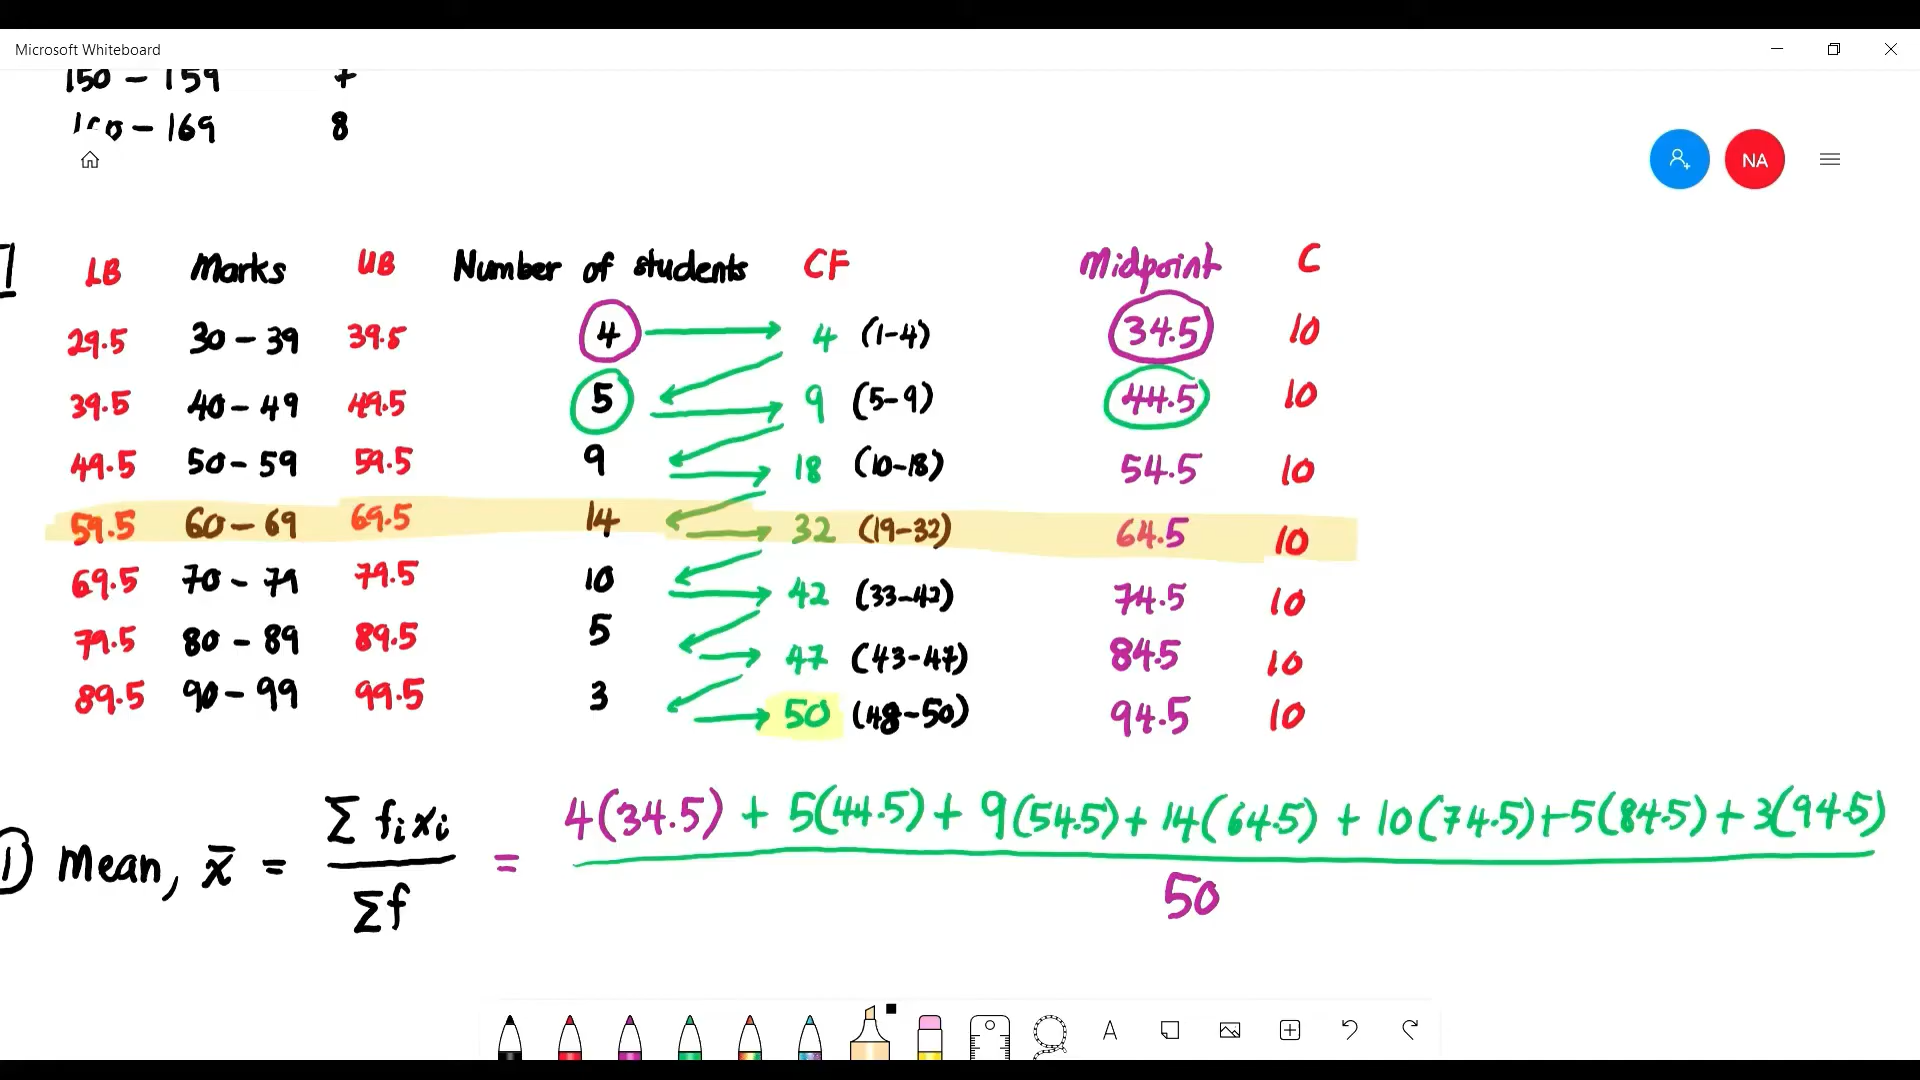 Microsoft Whiteboard
150 - 159 7
- 169 8
NA
LB Marks UB Number of students CF Midpoint C
29.5 30 - 39 39.5 4 4 (1-4) 34.5 10
39.5 40 - 49 49.5 5 9 (5-9) 44.5 10
49.5 50 - 59 59.5 9 18 (10-18) 54.5 10
59.5 60 - 69 69.5 14 32 (19-32) 64.5 10
69.5 70 - 79 79.5 10 42 (33-42) 74.5 10
79.5 80 - 89 89.5 5 47 (43-47) 84.5 10
89.5 90 - 99 99.5 3 50 (48-50) 94.5 10
1) Mean, x̄ = Σ fᵢxᵢ / Σf = 4(34.5) + 5(44.5) + 9(54.5) + 14(64.5) + 10(74.5) + 5(84.5) + 3(94.5) / 50
A